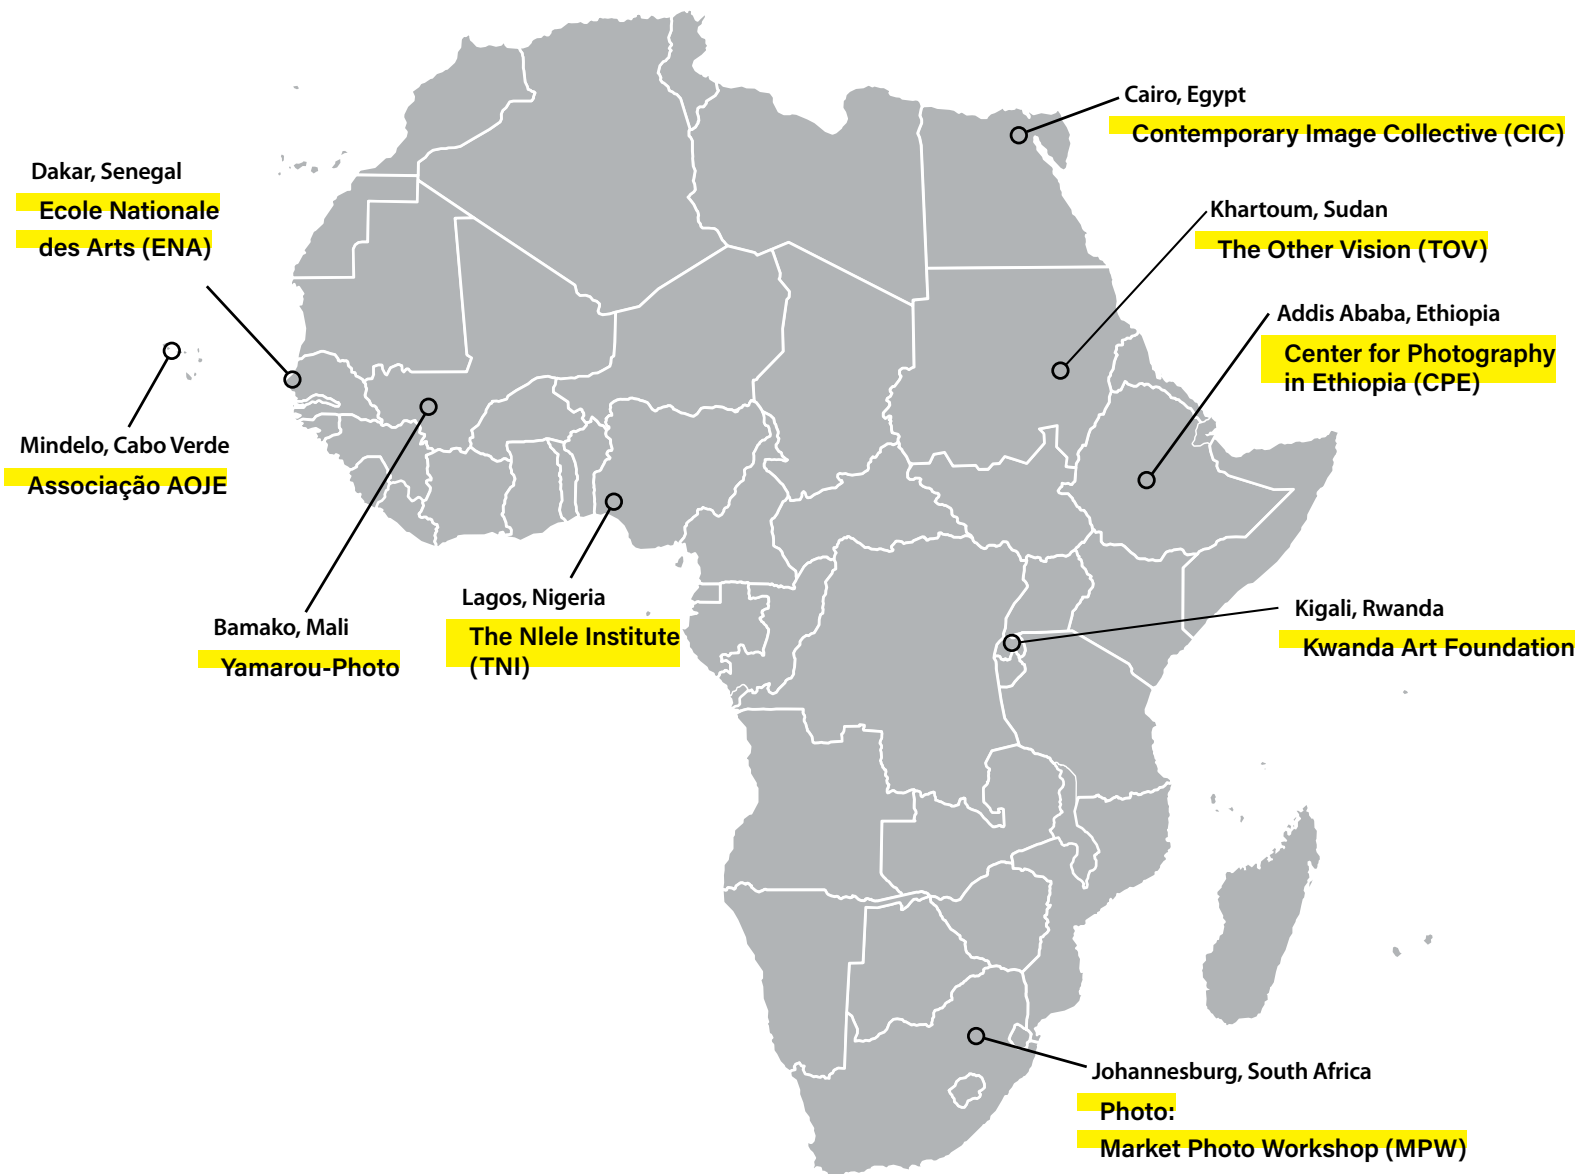 Cairo, Egypt
Contemporary Image Collective (CIC)
Dakar, Senegal
Ecole Nationale
des Arts (ENA)
Khartoum, Sudan
The Other Vision (TOV)
Addis Ababa, Ethiopia
Center for Photography
in Ethiopia (CPE)
Mindelo, Cabo Verde
Associação AOJE
Lagos, Nigeria
The Nlele Institute
(TNI)
Bamako, Mali
Yamarou-Photo
Kigali, Rwanda
Kwanda Art Foundation
Johannesburg, South Africa
Photo:
Market Photo Workshop (MPW)